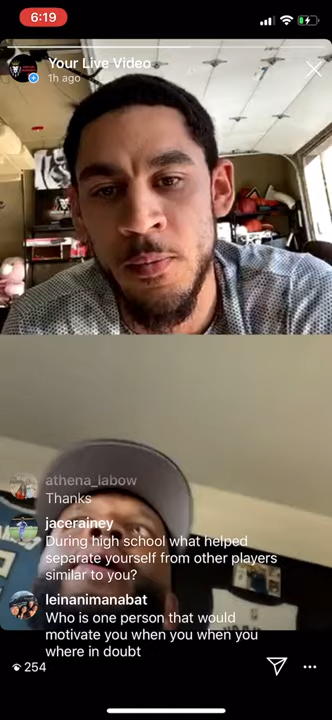 6:19
Your Live Video
1h ago
athena_labow
Thanks
jacerainey
During high school what helped
separate yourself from other players
similar to you?
leinanimanabat
Who is one person that would
motivate you when you when you
where in doubt
254